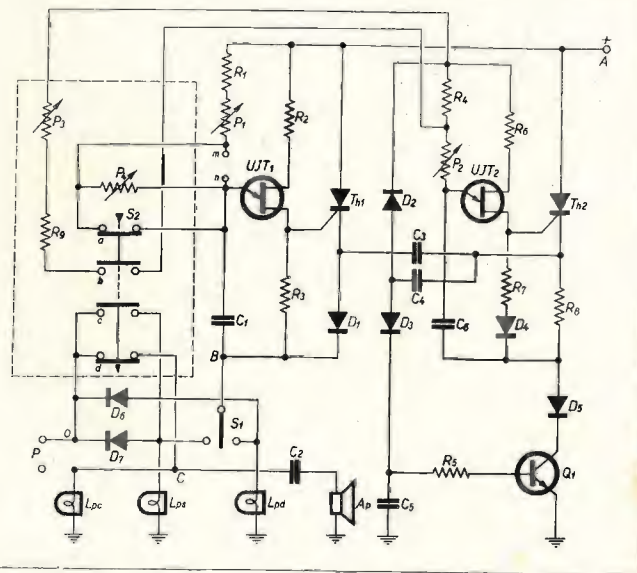 +
A
R1
P3
P1
R2
R4
R6
m
n
UJT1
P2
UJT2
P4
Th1
D2
Th2
R9
S2
a
b
C3
C4
R3
R7
R8
C1
D1
D3
C6
D4
c
B
d
D6
D5
S1
P
O
D7
C
C2
R5
Q1
Lpc
Lps
Lpd
Ap
C5